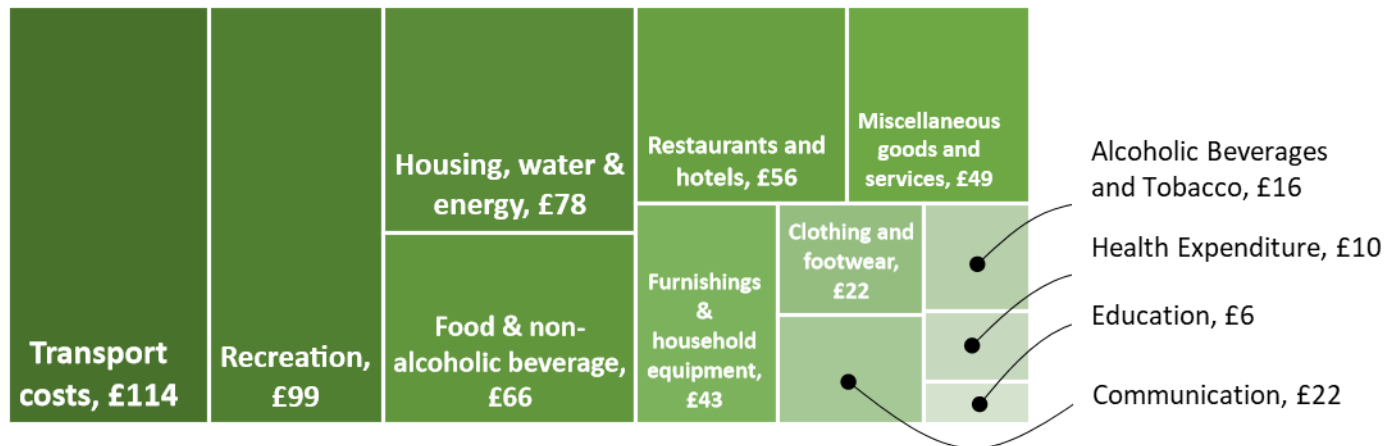 Transport
costs, £114
Recreation,
£99
Housing, water &
energy, £78
Food & non-
alcoholic beverage,
£66
Restaurants and
hotels, £56
Miscellaneous
goods and
services, £49
Furnishings
&
household
equipment,
£43
Clothing and
footwear,
£22
Alcoholic Beverages
and Tobacco, £16
Health Expenditure, £10
Education, £6
Communication, £22